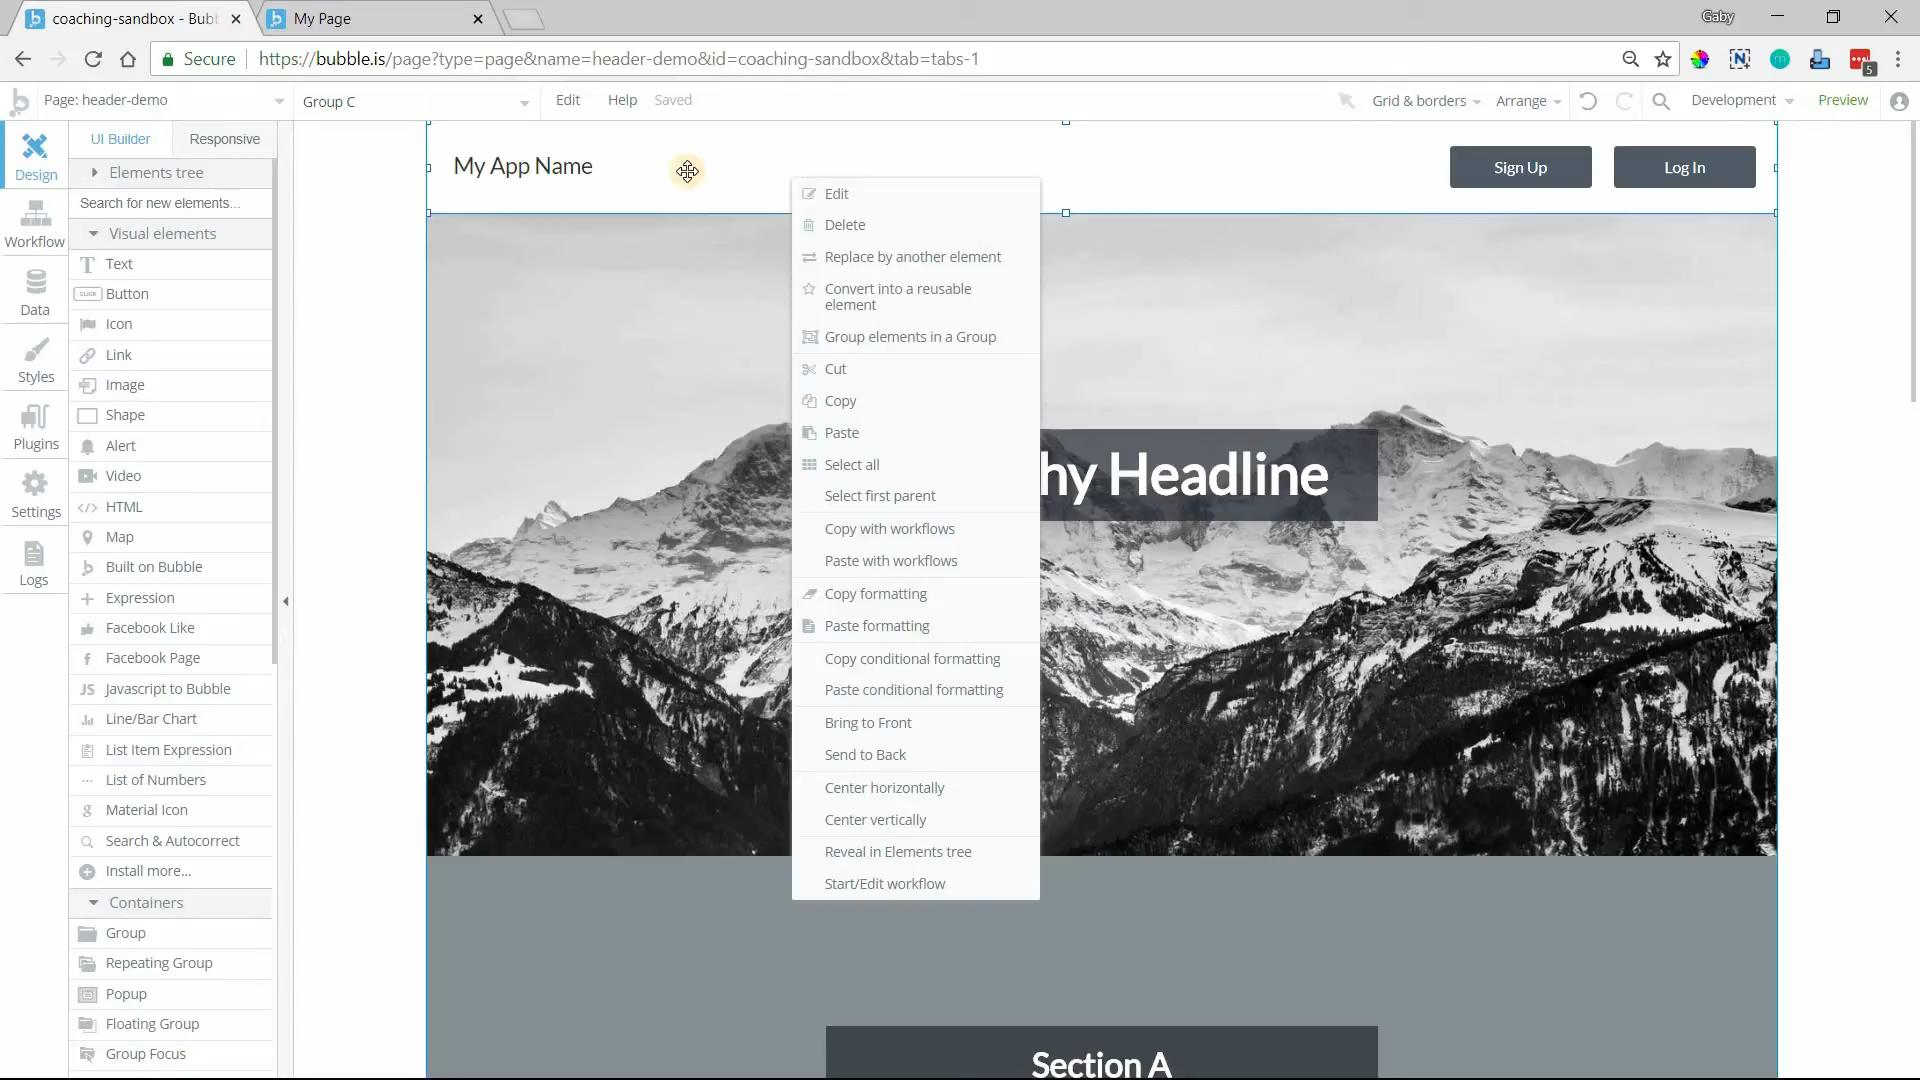 coaching-sandbox - Bubb
My Page
Gaby
Secure
https://bubble.is/page?type=page&name=header-demo&id=coaching-sandbox&tab=tabs-1
5
Page: header-demo
Group C
Edit
Help
Saved
Grid & borders
Arrange
Development
Preview
Design
Workflow
Data
Styles
Plugins
Settings
Logs
UI Builder
Responsive
Elements tree
Search for new elements...
Visual elements
Text
CLICK Button
Icon
Link
Image
Shape
Alert
Video
</> HTML
Map
Built on Bubble
Expression
Facebook Like
f Facebook Page
JS Javascript to Bubble
Line/Bar Chart
List Item Expression
List of Numbers
g Material Icon
Search & Autocorrect
Install more...
Containers
Group
Repeating Group
Popup
Floating Group
Group Focus
My App Name
Sign Up
Log In
Edit
Delete
Replace by another element
Convert into a reusable
element
Group elements in a Group
Cut
Copy
Paste
Select all
Select first parent
Copy with workflows
Paste with workflows
Copy formatting
Paste formatting
Copy conditional formatting
Paste conditional formatting
Bring to Front
Send to Back
Center horizontally
Center vertically
Reveal in Elements tree
Start/Edit workflow
hy Headline
Section A